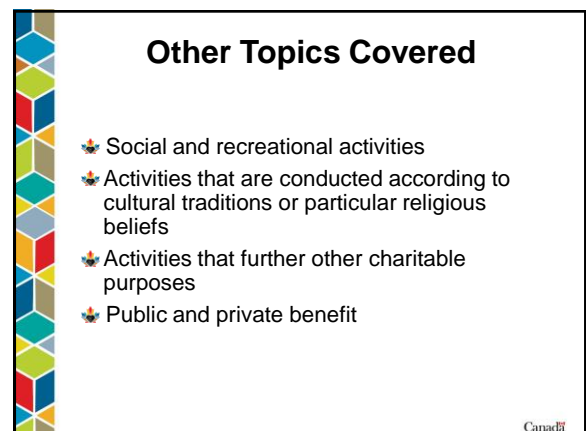 Other Topics Covered
Social and recreational activities
Activities that are conducted according to
cultural traditions or particular religious
beliefs
Activities that further other charitable
purposes
Public and private benefit
Canada